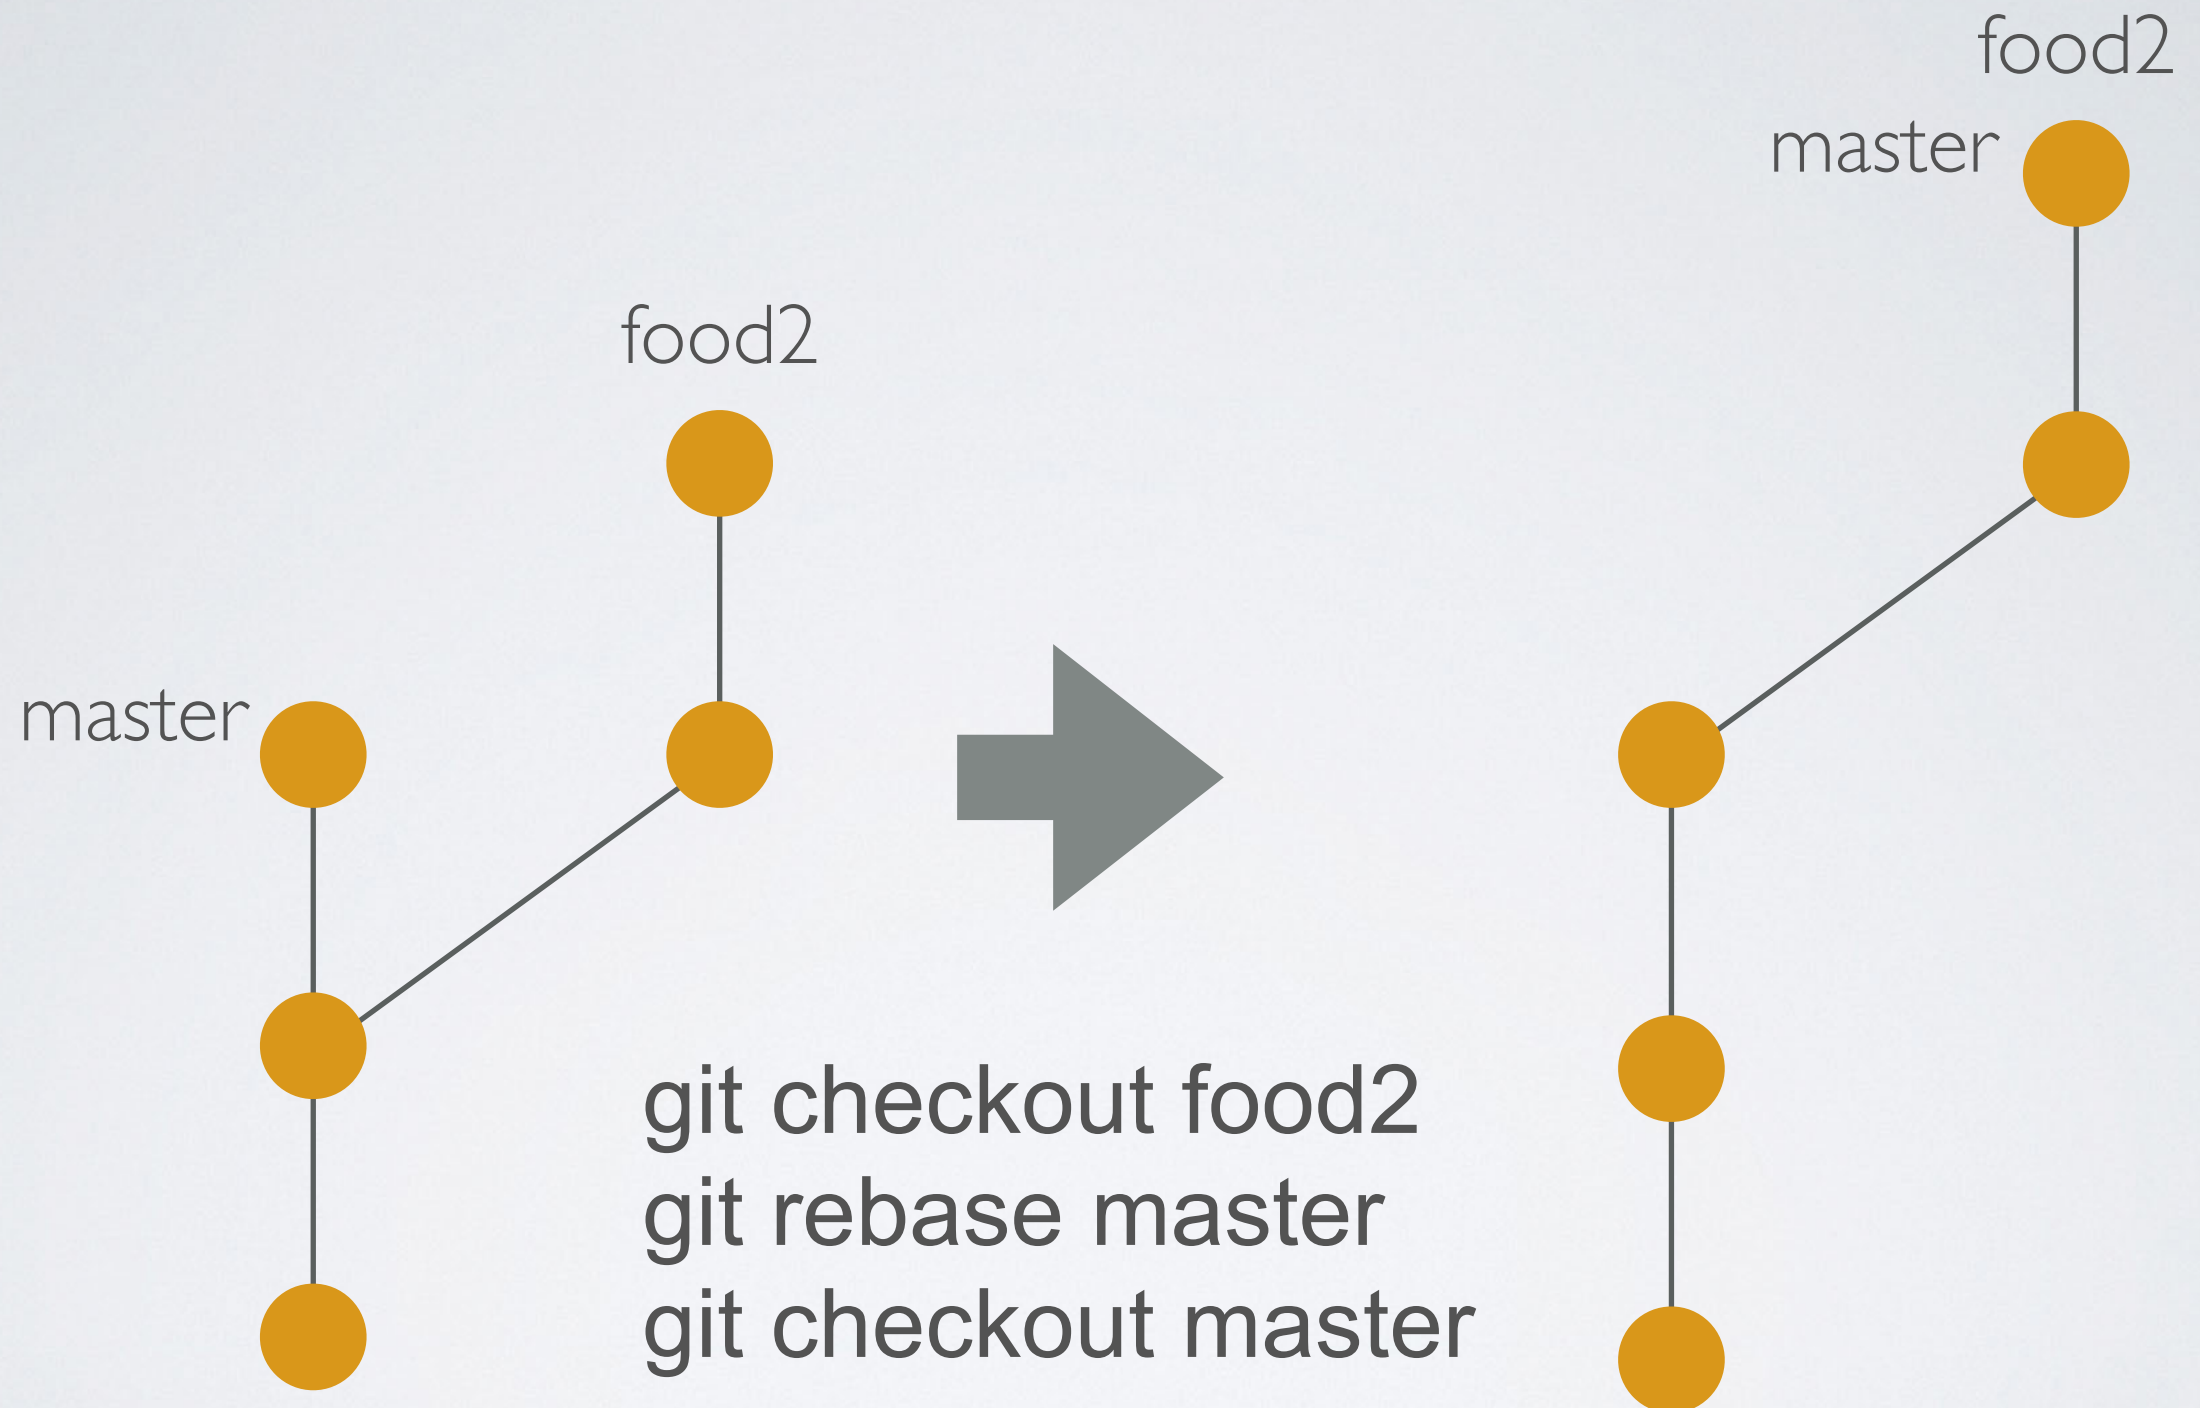 food2
master
food2
master
git checkout food2
git rebase master
git checkout master